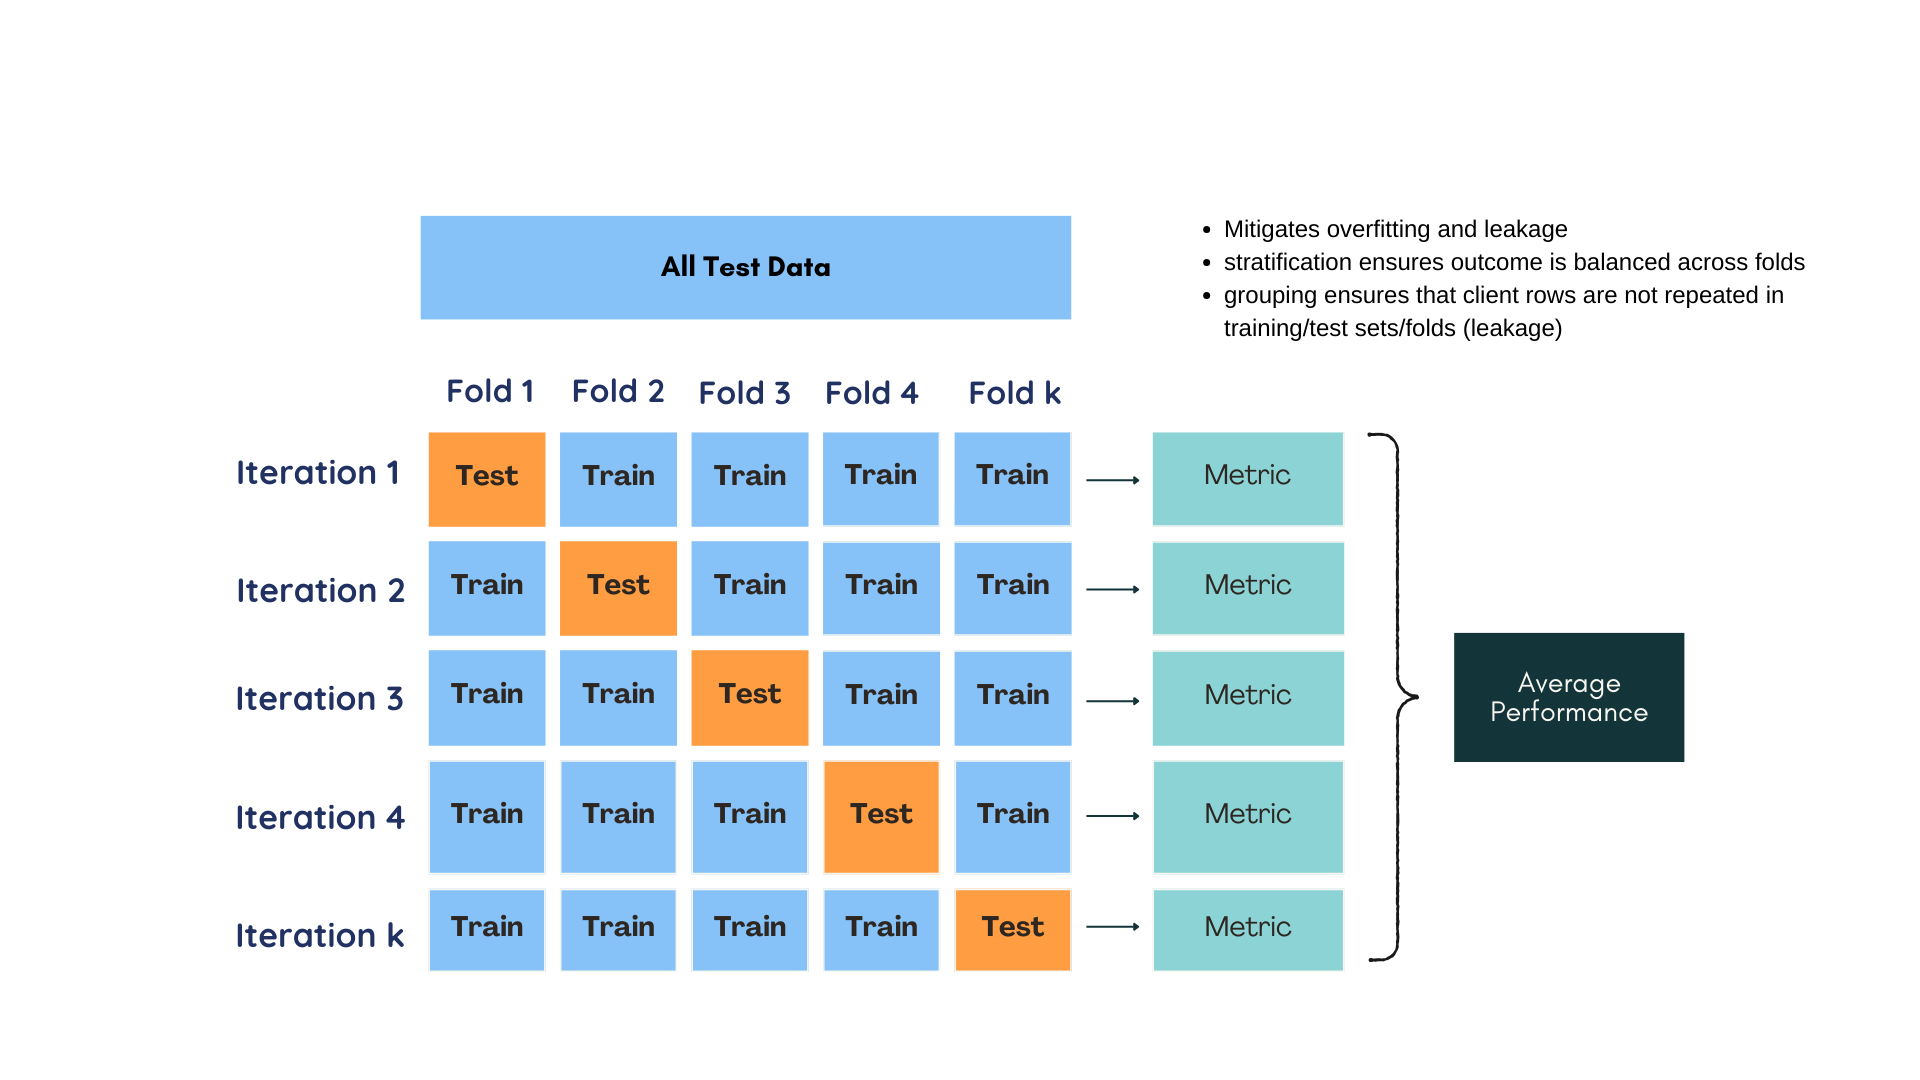 All Test Data
• Mitigates overfitting and leakage
• stratification ensures outcome is balanced across folds
• grouping ensures that client rows are not repeated in
training/test sets/folds (leakage)
Fold 1 Fold 2 Fold 3 Fold 4 Fold k
Iteration 1 Test Train Train Train Train Metric
Iteration 2 Train Test Train Train Train Metric
Iteration 3 Train Train Test Train Train Metric
Average
Performance
Iteration 4 Train Train Train Test Train Metric
Iteration k Train Train Train Train Test Metric